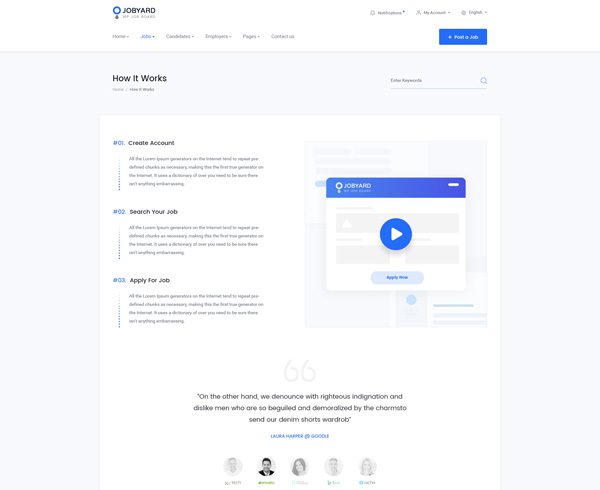 JOBYARD
WP JOB BOARD
Notifications
My Account
English
Home
Jobs
Candidates
Employers
Pages
Contact us
+ Post a Job
How It Works
Home / How It Works
Enter Keywords
#01. Create Account
All the Lorem Ipsum generators on the Internet tend to repeat pre-
defined chunks as necessary, making this the first true generator on
the Internet. It uses a dictionary of over you need to be sure there
isn't anything embarrassing.
#02. Search Your Job
All the Lorem Ipsum generators on the Internet tend to repeat pre-
defined chunks as necessary, making this the first true generator on
the Internet. It uses a dictionary of over you need to be sure there
isn't anything embarrassing.
#03. Apply For Job
All the Lorem Ipsum generators on the Internet tend to repeat pre-
defined chunks as necessary, making this the first true generator on
the Internet. It uses a dictionary of over you need to be sure there
isn't anything embarrassing.
JOBYARD
WP JOB BOARD
Apply Now
“On the other hand, we denounce with righteous indignation and
dislike men who are so beguiled and demoralized by the charmsto
send our denim shorts wardrob”
LAURA HARPER @ GOODLE
envato